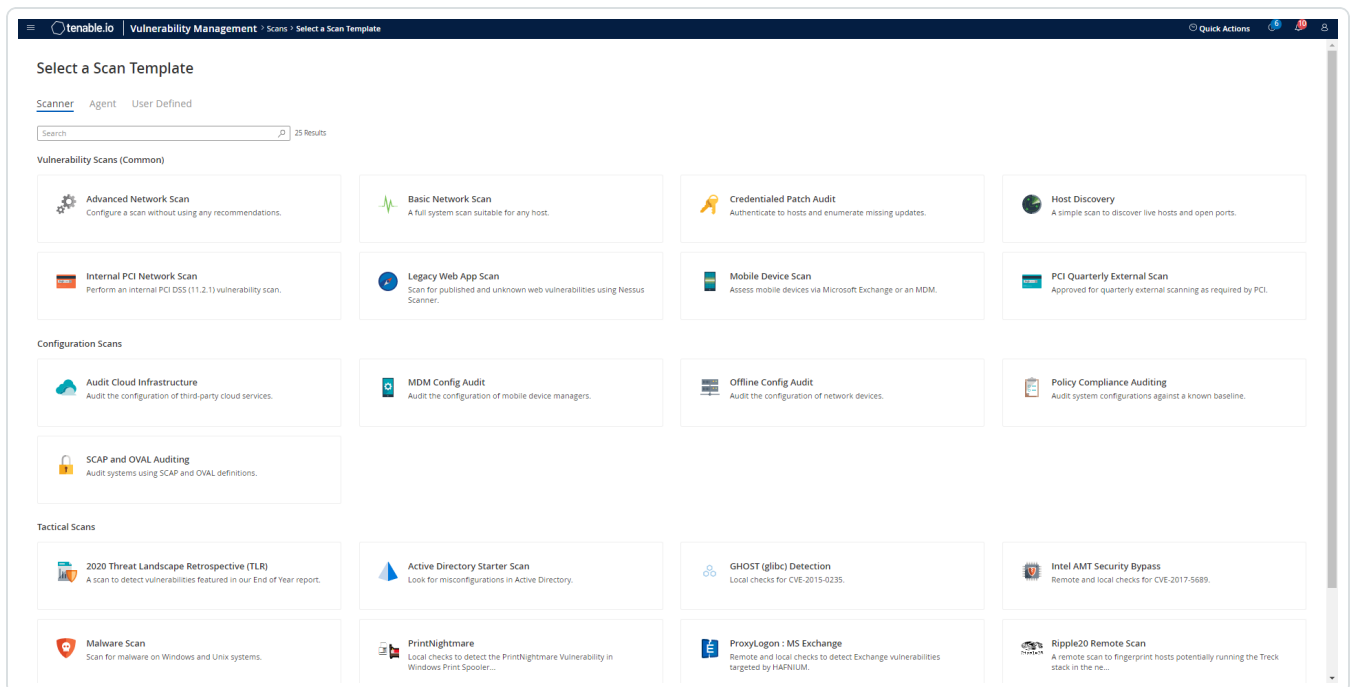 tenable.io Vulnerability Management > Scans > Select a Scan Template Quick Actions 6 10
Select a Scan Template
Scanner Agent User Defined
Search 25 Results
Vulnerability Scans (Common)
Advanced Network Scan
Configure a scan without using any recommendations.
Basic Network Scan
A full system scan suitable for any host.
Credentialed Patch Audit
Authenticate to hosts and enumerate missing updates.
Host Discovery
A simple scan to discover live hosts and open ports.
Internal PCI Network Scan
Perform an internal PCI DSS (11.2.1) vulnerability scan.
Legacy Web App Scan
Scan for published and unknown web vulnerabilities using Nessus
Scanner.
Mobile Device Scan
Assess mobile devices via Microsoft Exchange or an MDM.
PCI Quarterly External Scan
Approved for quarterly external scanning as required by PCI.
Configuration Scans
Audit Cloud Infrastructure
Audit the configuration of third-party cloud services.
MDM Config Audit
Audit the configuration of mobile device managers.
Offline Config Audit
Audit the configuration of network devices.
Policy Compliance Auditing
Audit system configurations against a known baseline.
SCAP and OVAL Auditing
Audit systems using SCAP and OVAL definitions.
Tactical Scans
2020 Threat Landscape Retrospective (TLR)
A scan to detect vulnerabilities featured in our End of Year report.
Active Directory Starter Scan
Look for misconfigurations in Active Directory.
GHOST (glibc) Detection
Local checks for CVE-2015-0235.
Intel AMT Security Bypass
Remote and local checks for CVE-2017-5689.
Malware Scan
Scan for malware on Windows and Unix systems.
PrintNightmare
Local checks to detect the PrintNightmare Vulnerability in
Windows Print Spooler...
ProxyLogon : MS Exchange
Remote and local checks to detect Exchange vulnerabilities
targeted by HAFNIUM.
Ripple20 Remote Scan
A remote scan to fingerprint hosts potentially running the Treck
stack in the ne...